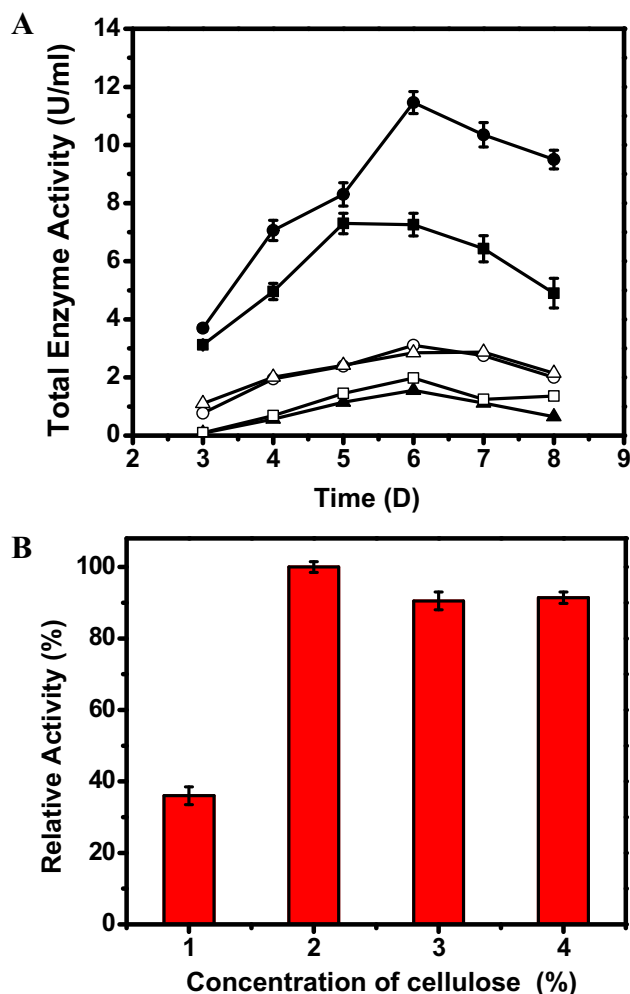 A
Total Enzyme Activity (U/ml)
14
12
10
8
6
4
2
0
2 3 4 5 6 7 8 9
Time (D)
B
Relative Activity (%)
100
80
60
40
20
0
1 2 3 4
Concentration of cellulose (%)